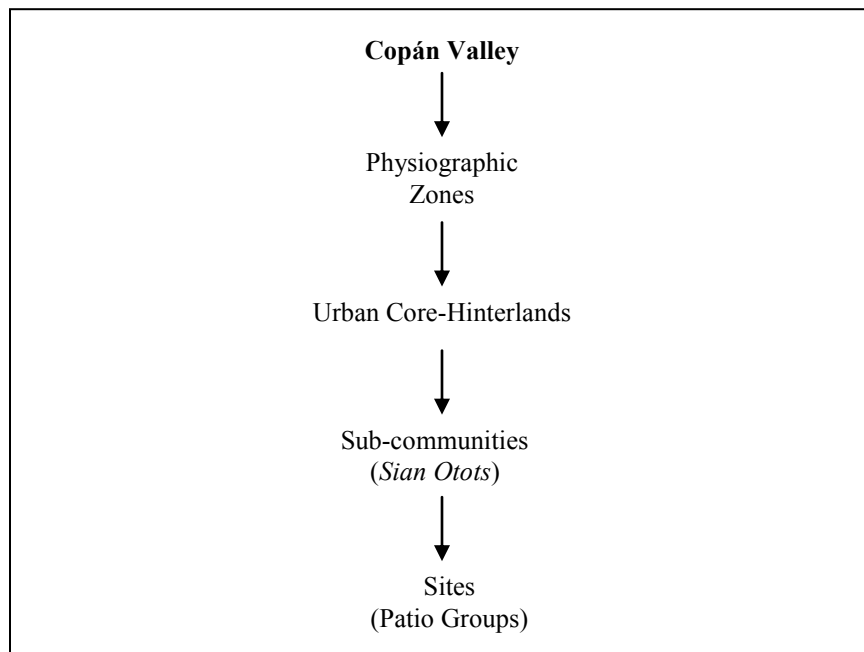 Copán Valley
Physiographic
Zones
Urban Core-Hinterlands
Sub-communities
(Sian Otots)
Sites
(Patio Groups)